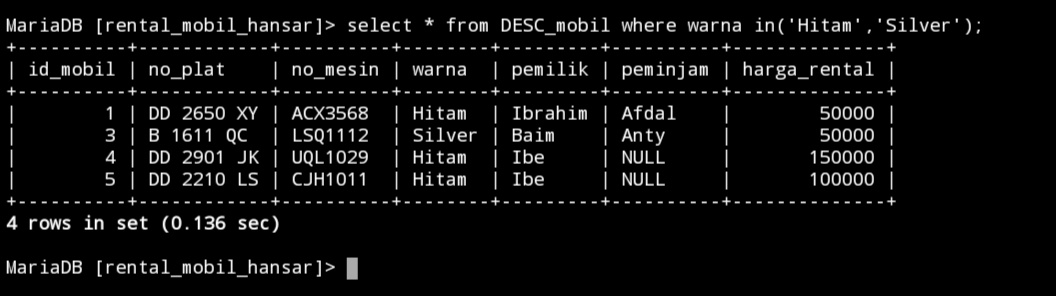 MariaDB [rental_mobil_hansar]> select * from DESC_mobil where warna in('Hitam','Silver');
+----------+------------+----------+--------+---------+----------+--------------+
| id_mobil | no_plat    | no_mesin | warna  | pemilik | peminjam | harga_rental |
+----------+------------+----------+--------+---------+----------+--------------+
|        1 | DD 2650 XY | ACX3568  | Hitam  | Ibrahim | Afdal    |        50000 |
|        3 | B 1611 QC  | LSQ1112  | Silver | Baim    | Anty     |        50000 |
|        4 | DD 2901 JK | UQL1029  | Hitam  | Ibe     | NULL     |       150000 |
|        5 | DD 2210 LS | CJH1011  | Hitam  | Ibe     | NULL     |       100000 |
+----------+------------+----------+--------+---------+----------+--------------+
4 rows in set (0.136 sec)
MariaDB [rental_mobil_hansar]>